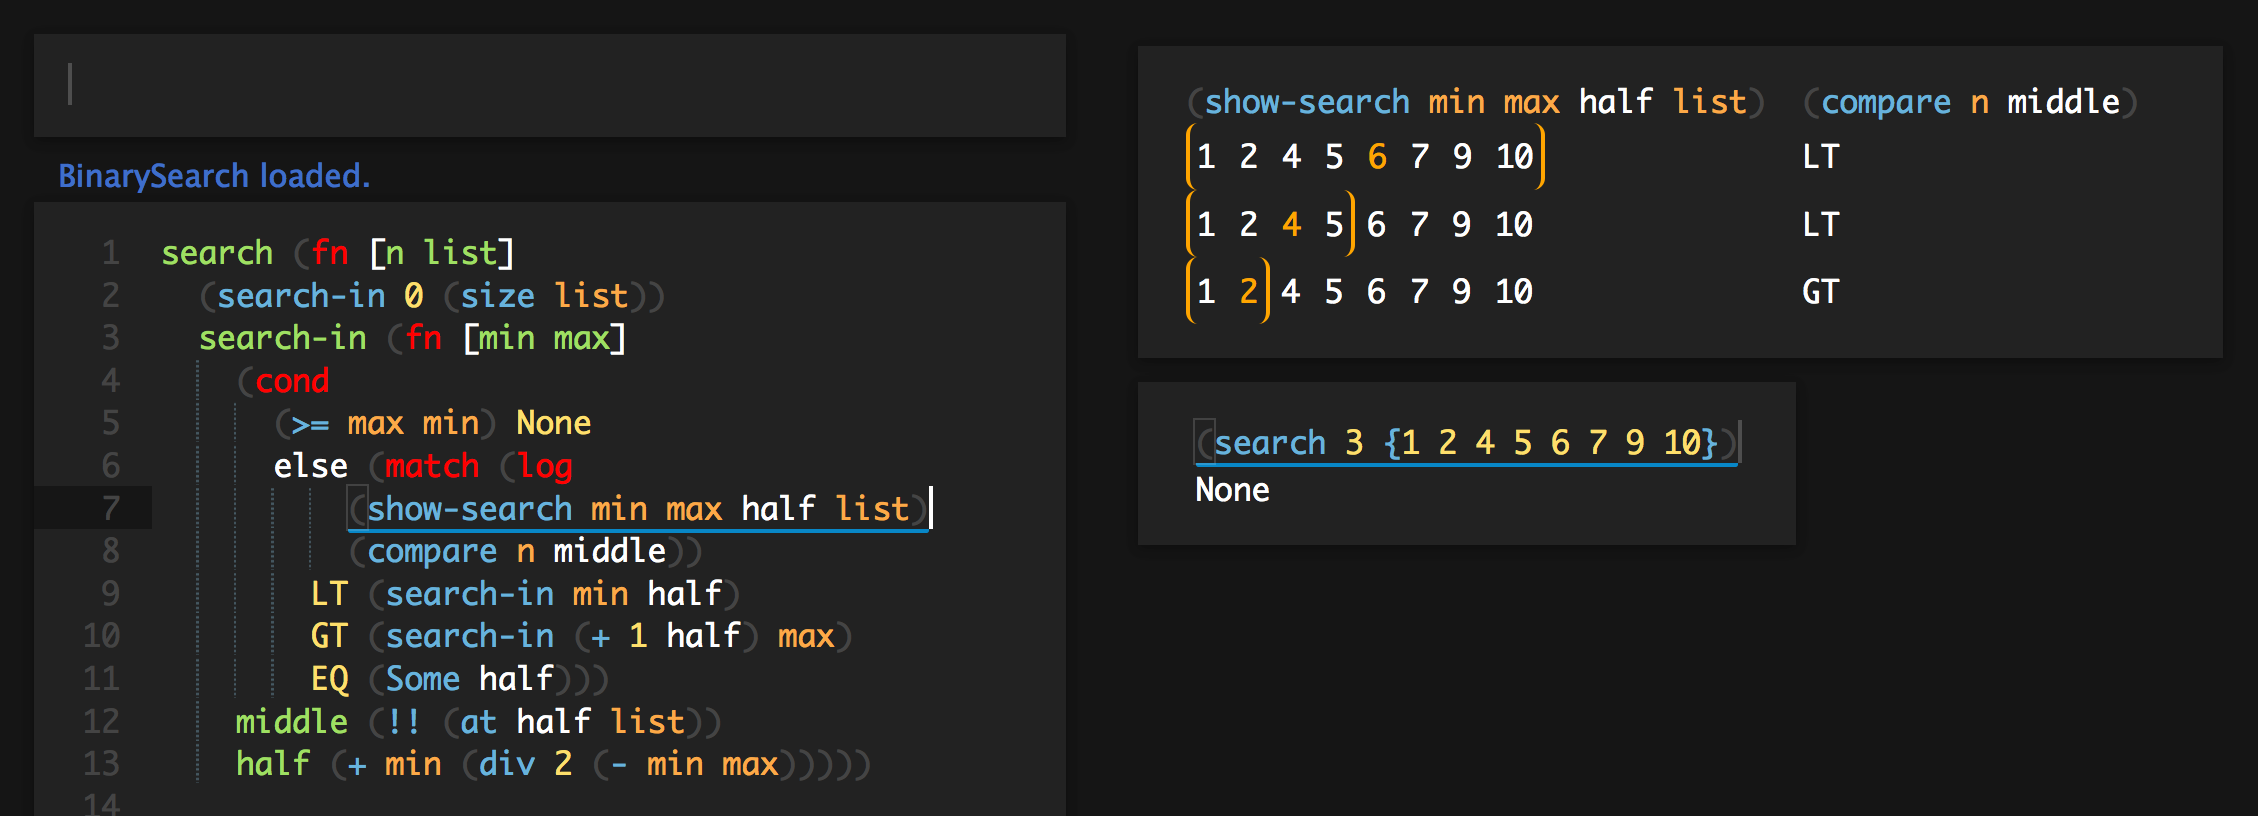 BinarySearch loaded.
1 search (fn [n list]
2 (search-in 0 (size list))
3 search-in (fn [min max]
4 (cond
5 (>= max min) None
6 else (match (log
7 (show-search min max half list)
8 (compare n middle))
9 LT (search-in min half)
10 GT (search-in (+ 1 half) max)
11 EQ (Some half)))
12 middle (!! (at half list))
13 half (+ min (div 2 (- min max)))))
14
(show-search min max half list) (compare n middle)
1 2 4 5 6 7 9 10 LT
1 2 4 5 6 7 9 10 LT
1 2 4 5 6 7 9 10 GT
(search 3 {1 2 4 5 6 7 9 10})
None